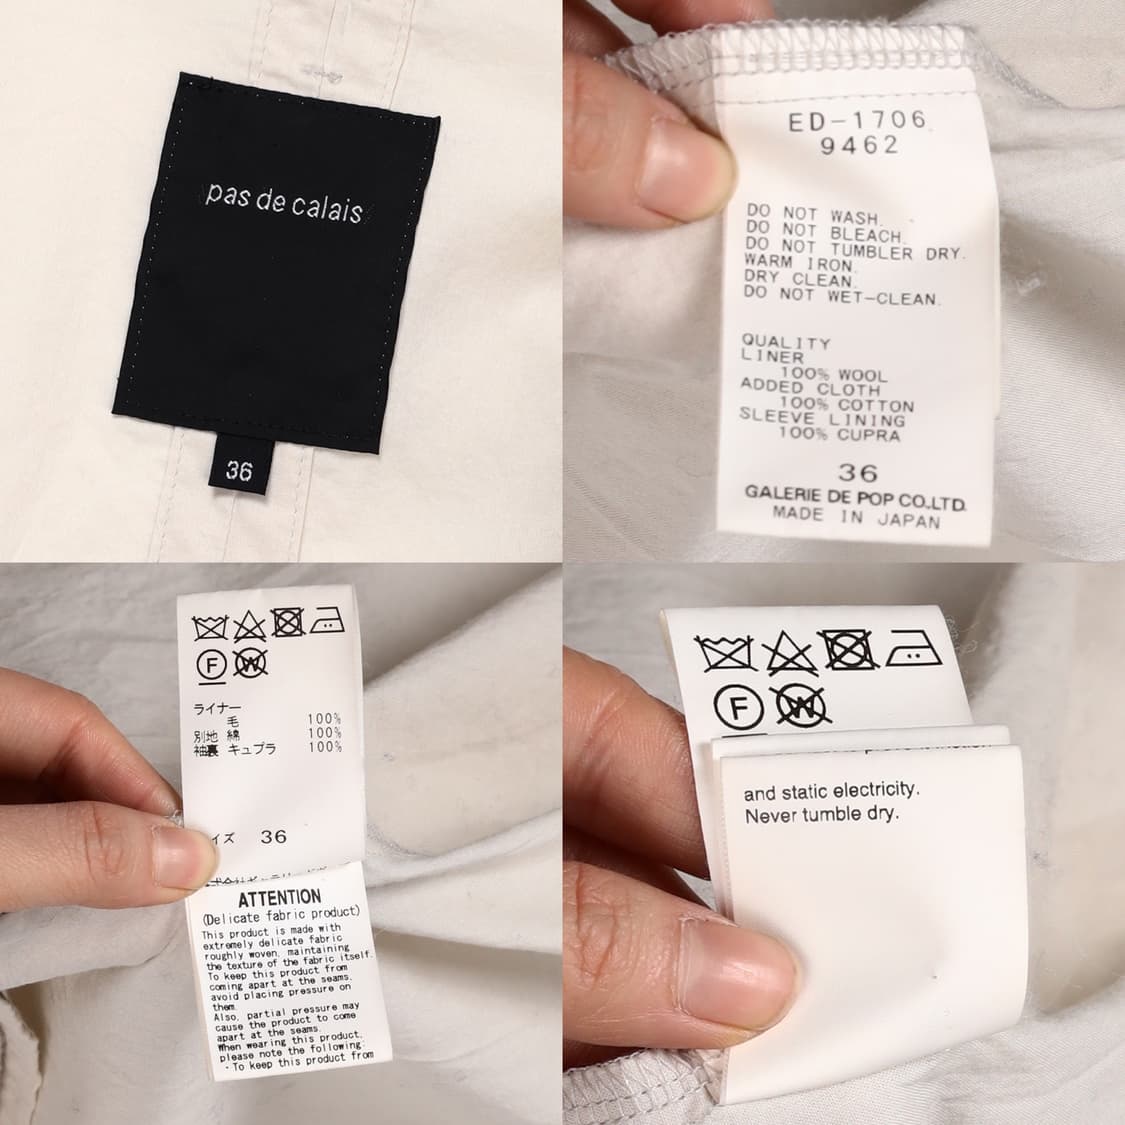 pas de calais
36
ED-1706
9462
DO NOT WASH.
DO NOT BLEACH.
DO NOT TUMBLER DRY.
WARM IRON.
DRY CLEAN.
DO NOT WET-CLEAN.
QUALITY
LINER
100% WOOL
ADDED CLOTH
100% COTTON
SLEEVE LINING
100% CUPRA
36
GALERIE DE POP CO.,LTD.
MADE IN JAPAN
F W
ライナー
毛 100%
別地 綿 100%
袖裏 キュプラ 100%
イズ 36
ATTENTION
(Delicate fabric product)
This product is made with
extremely delicate fabric
roughly woven, maintaining
the texture of the fabric itself.
To keep this product from
coming apart at the seams,
avoid placing pressure on
them.
Also, partial pressure may
cause the product to come
apart at the seams.
When wearing this product,
please note the following:
・To keep this product from
F W
and static electricity.
Never tumble dry.